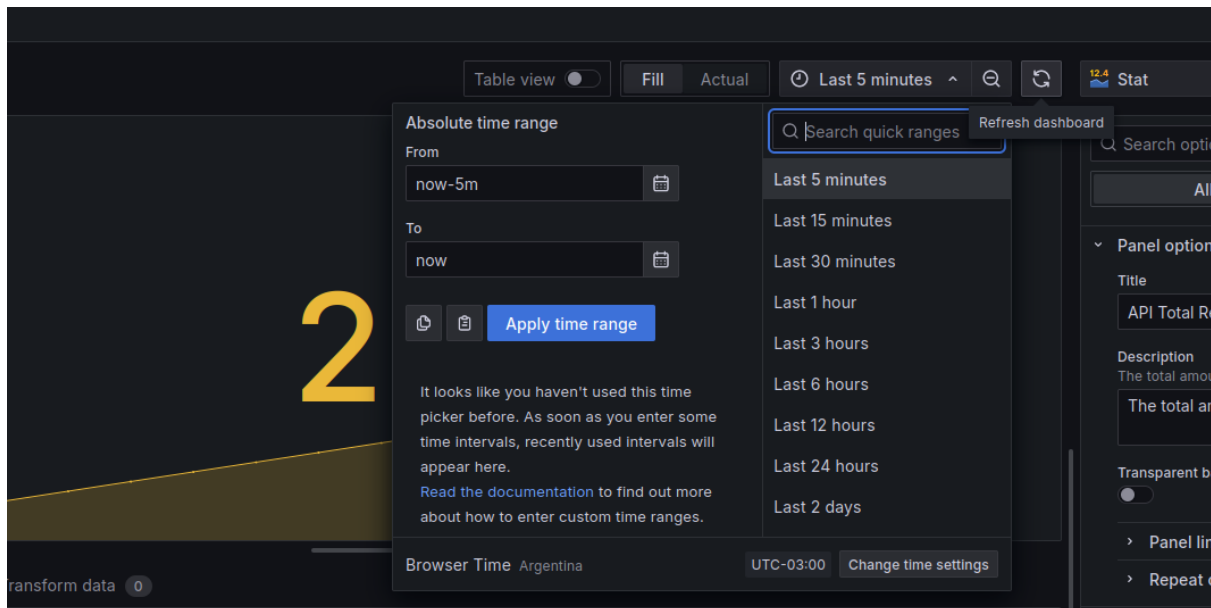 Table view
Fill
Actual
Last 5 minutes
12.4
Stat
Absolute time range
From
now-5m
To
now
Apply time range
It looks like you haven't used this time
picker before. As soon as you enter some
time intervals, recently used intervals will
appear here.
Read the documentation to find out more
about how to enter custom time ranges.
Search quick ranges
Refresh dashboard
Last 5 minutes
Last 15 minutes
Last 30 minutes
Last 1 hour
Last 3 hours
Last 6 hours
Last 12 hours
Last 24 hours
Last 2 days
Browser Time Argentina
UTC-03:00
Change time settings
2
Transform data 0
Search opti
All
Panel option
Title
API Total Re
Description
The total amou
The total a
Transparent b
Panel lin
Repeat